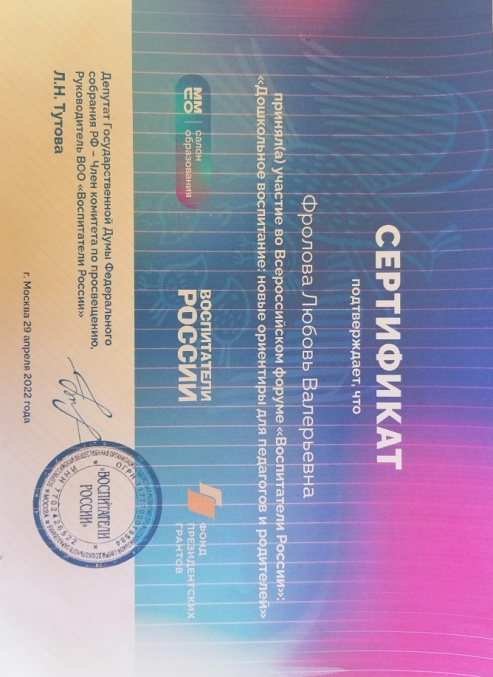 СЕРТИФИКАТ
подтверждает, что
Фролова Любовь Валерьевна
принял(а) участие во Всероссийском форуме «Воспитатели России»:
«Дошкольное воспитание: новые ориентиры для педагогов и родителей»
ММ
СО
салон
образования
ВОСПИТАТЕЛИ
РОССИИ
ФОНД
ПРЕЗИДЕНТСКИХ
ГРАНТОВ
Депутат Государственной Думы Федерального
собрания РФ – Член комитета по просвещению,
Руководитель ВОО «Воспитатели России»
Л.Н. Тутова
«ВОСПИТАТЕЛИ
РОССИИ»
г. Москва 29 апреля 2022 года